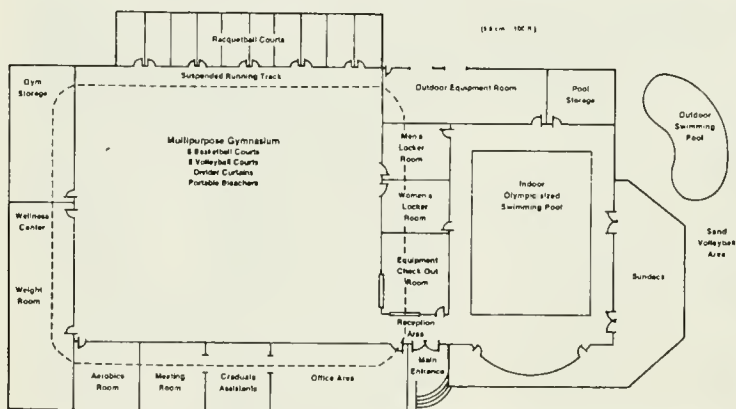 Racquetball Courts
Gym
Storage
Suspended Running Track
Outdoor Equipment Room
Pool
Storage
Outdoor
Swimming
Pool
Multipurpose Gymnasium
6 Basketball Courts
8 Volleyball Courts
Divider Curtains
Portable Bleachers
Men's
Locker
Room
Women's
Locker
Room
Indoor
Olympic-sized
Swimming Pool
Wellness
Center
Sand
Volleyball
Area
Weight
Room
Equipment
Check Out
Room
Sundeck
Reception
Area
Main
Entrance
Aerobics
Room
Meeting
Room
Graduate
Assistants
Office Area